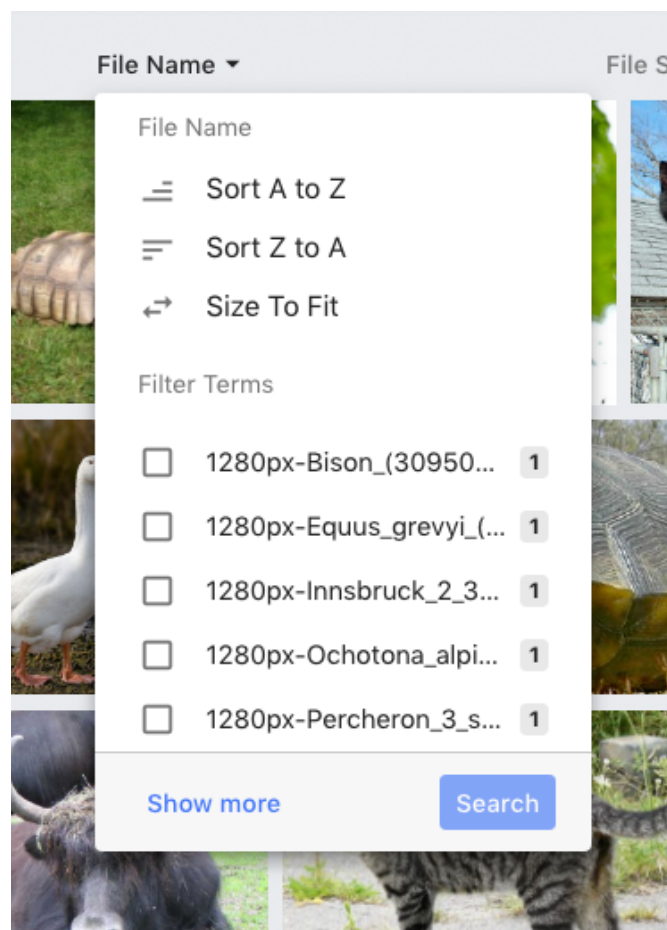 File Name
File S
File Name
Sort A to Z
Sort Z to A
Size To Fit
Filter Terms
1280px-Bison_(30950... 1
1280px-Equus_grevyi_(... 1
1280px-Innsbruck_2_3... 1
1280px-Ochotona_alpi... 1
1280px-Percheron_3_s... 1
Show more Search